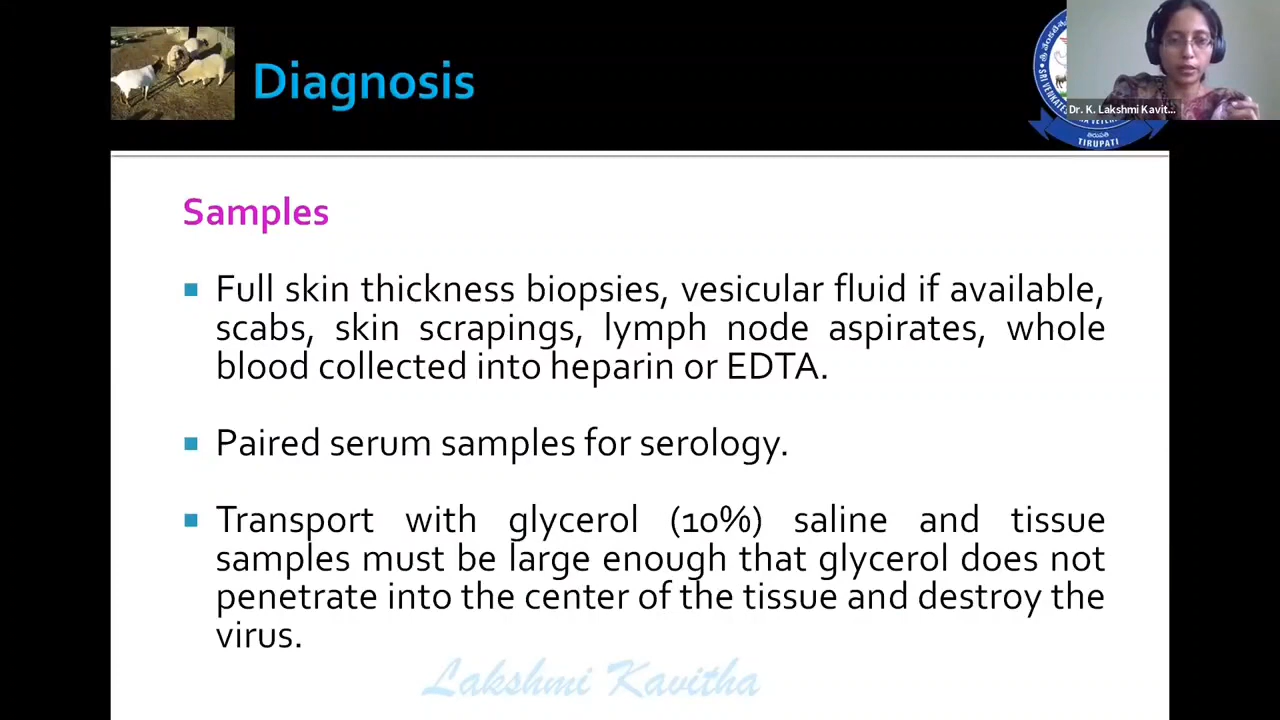 Diagnosis
Dr. K. Lakshmi Kavit...
TIRUPATI
Samples
Full skin thickness biopsies, vesicular fluid if available,
scabs, skin scrapings, lymph node aspirates, whole
blood collected into heparin or EDTA.
Paired serum samples for serology.
Transport with glycerol (10%) saline and tissue
samples must be large enough that glycerol does not
penetrate into the center of the tissue and destroy the
virus.
Lakshmi Kavitha